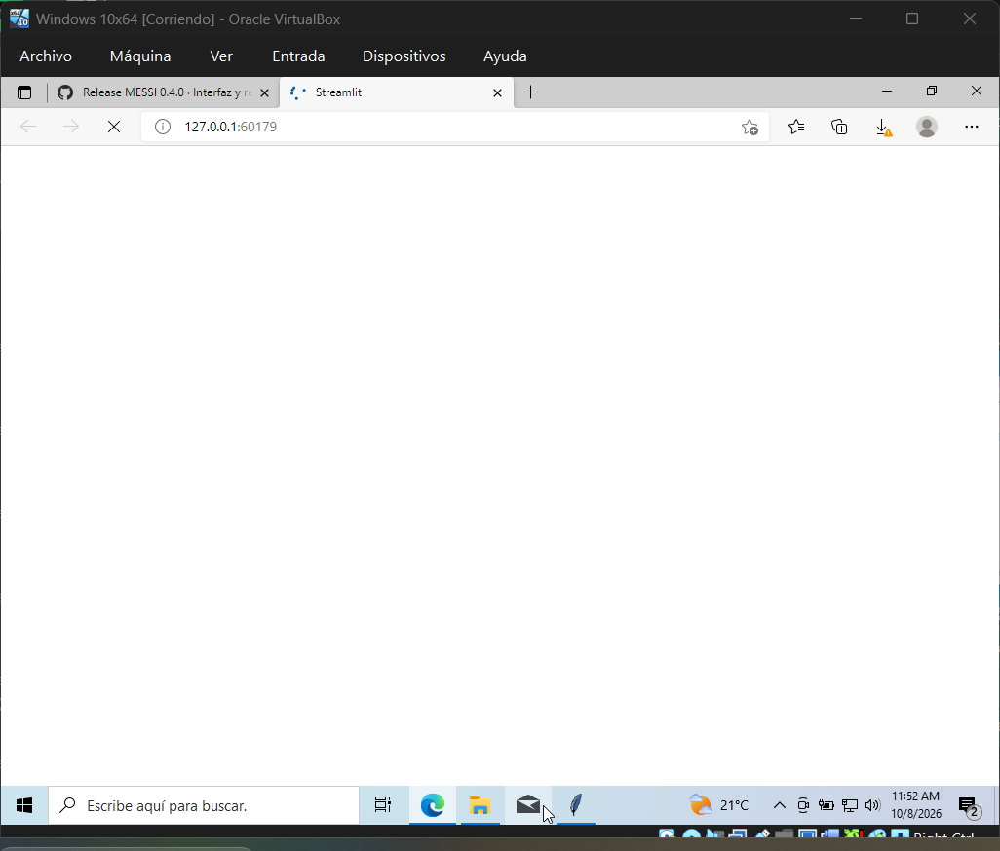 Windows 10x64 [Corriendo] - Oracle VirtualBox
Archivo Máquina Ver Entrada Dispositivos Ayuda
Release MESSI 0.4.0 · Interfaz y re
Streamlit
127.0.0.1:60179
Escribe aquí para buscar.
21°C
11:52 AM
10/8/2026
2
Right Ctrl